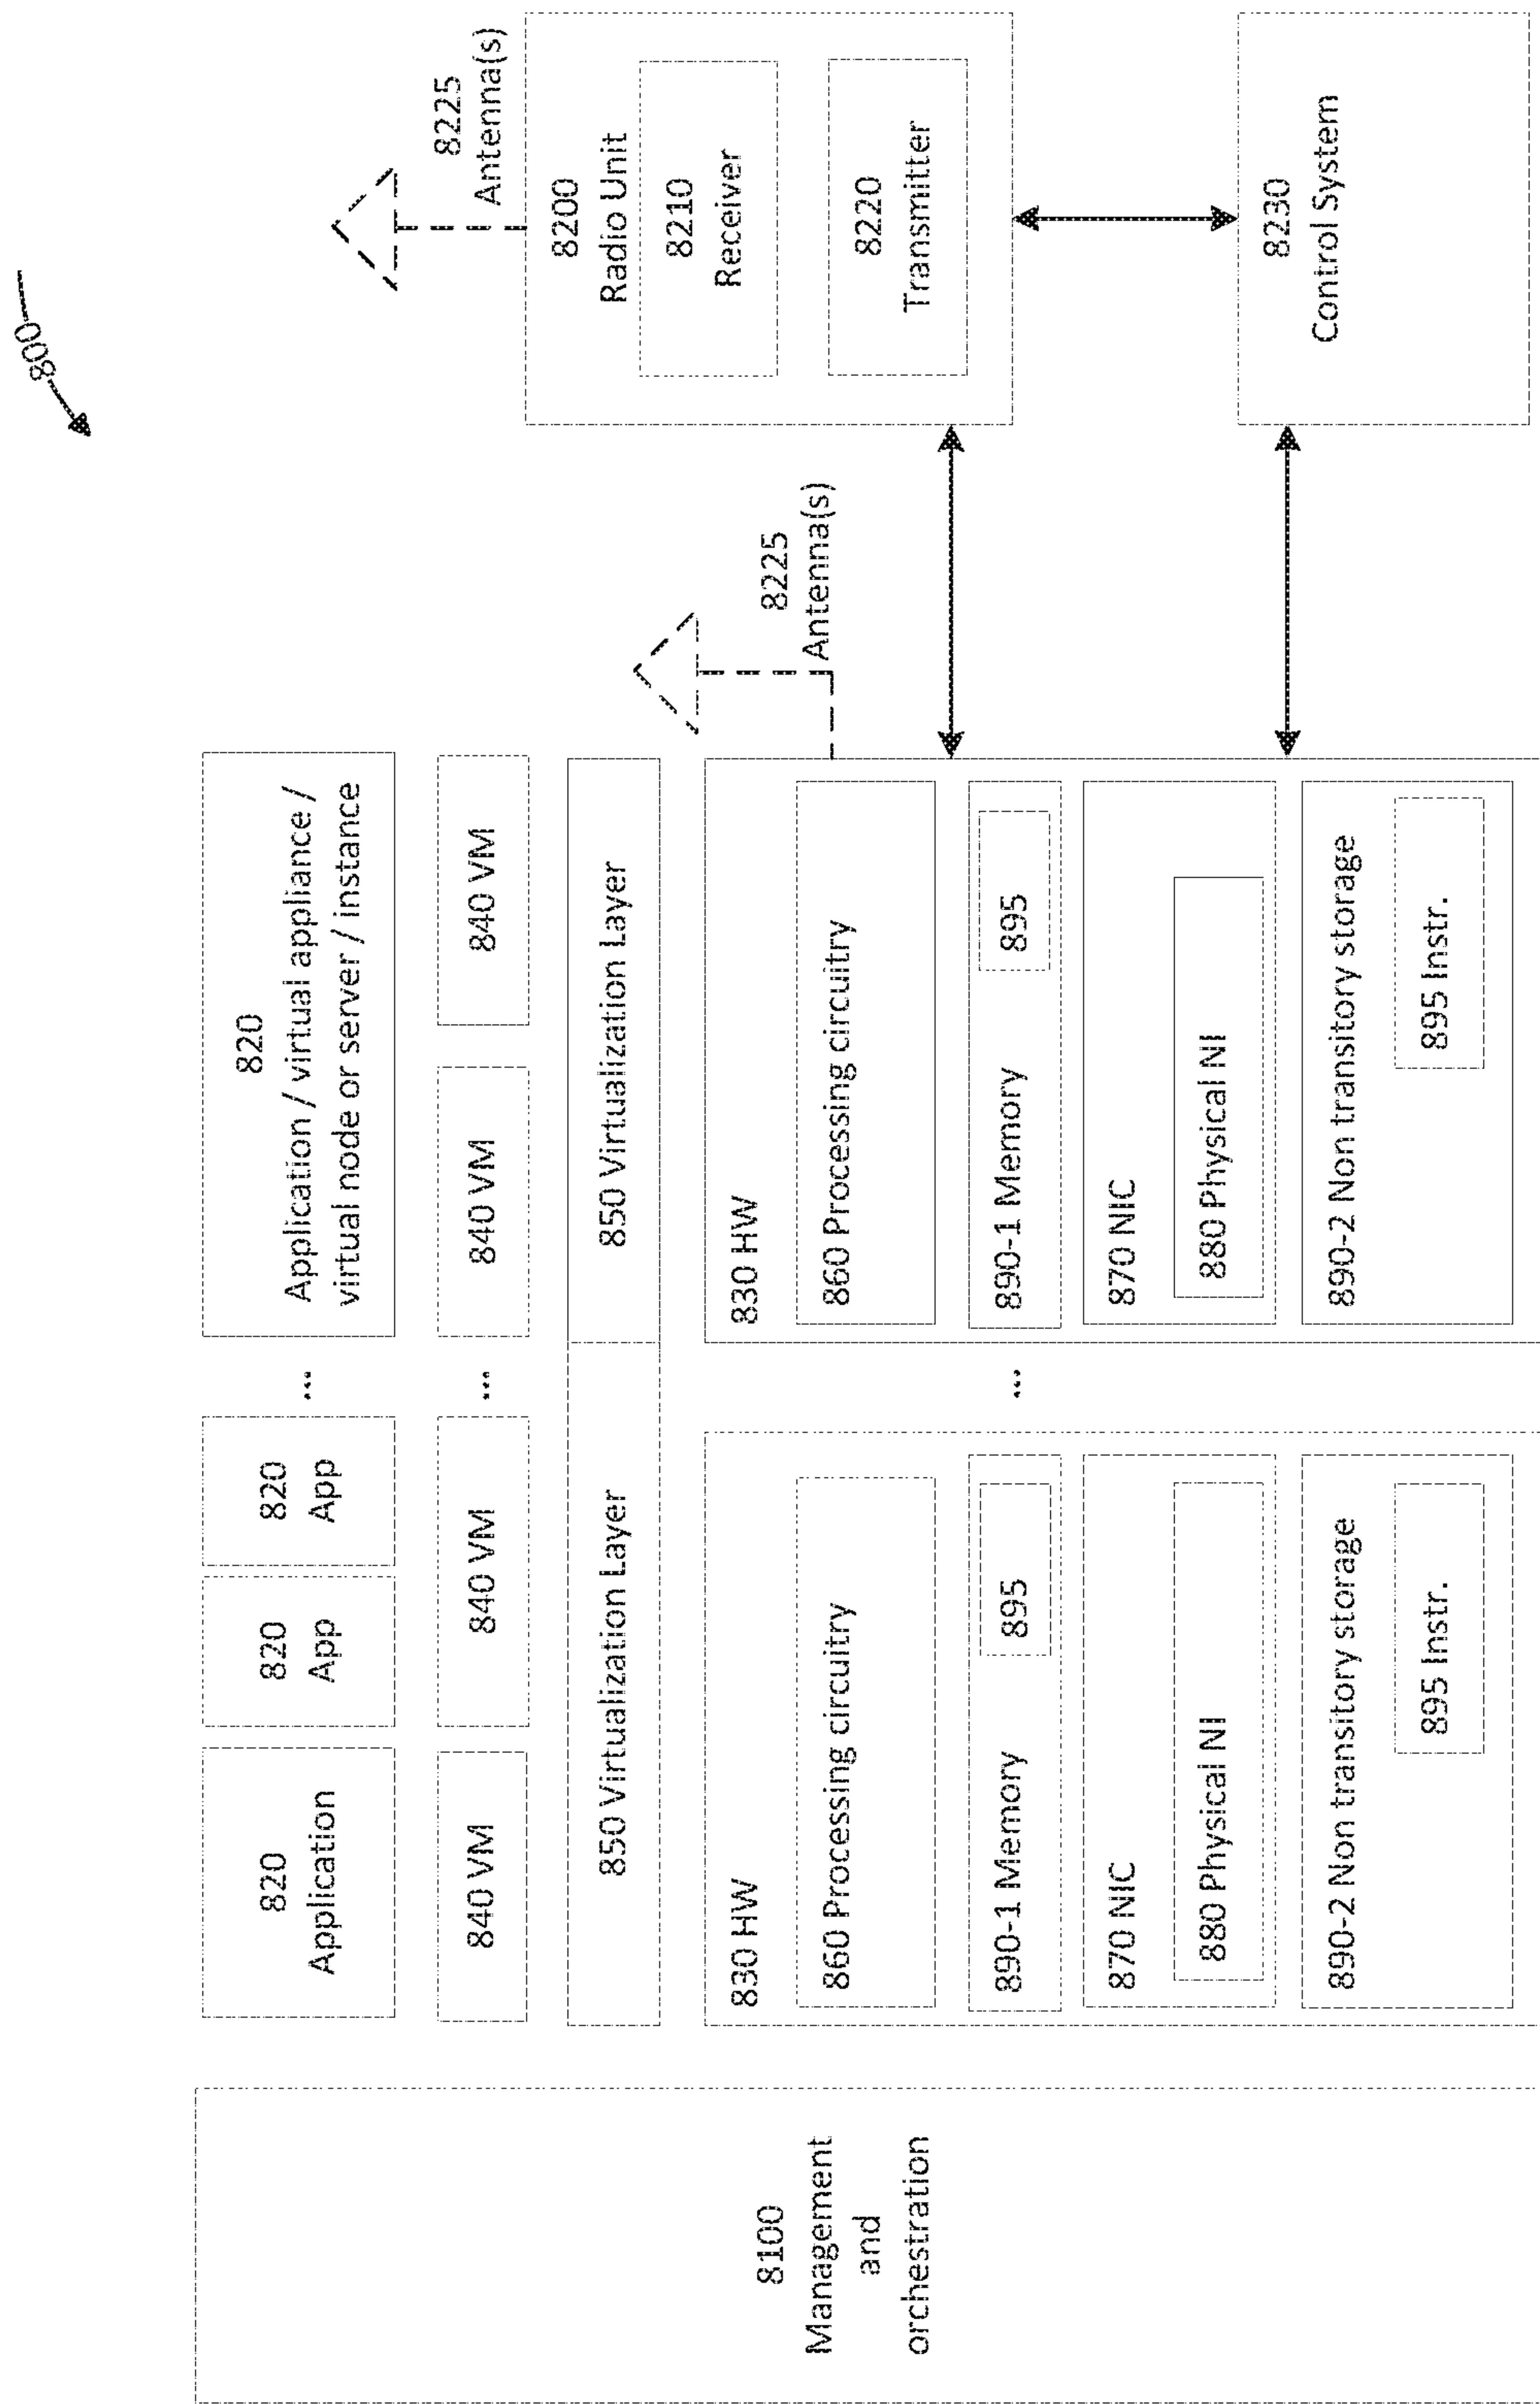 800
8100
Management
and
orchestration
820
Application
820
App
820
App
...
820
Application / virtual appliance /
virtual node or server / instance
840 VM
840 VM
...
840 VM
840 VM
850 Virtualization Layer
850 Virtualization Layer
830 HW
860 Processing circuitry
890-1 Memory
895
870 NIC
880 Physical NI
890-2 Non transitory storage
895 Instr.
...
830 HW
860 Processing circuitry
890-1 Memory
895
870 NIC
880 Physical NI
890-2 Non transitory storage
895 Instr.
8225
Antenna(s)
8225
Antenna(s)
8200
Radio Unit
8210
Receiver
8220
Transmitter
8230
Control System